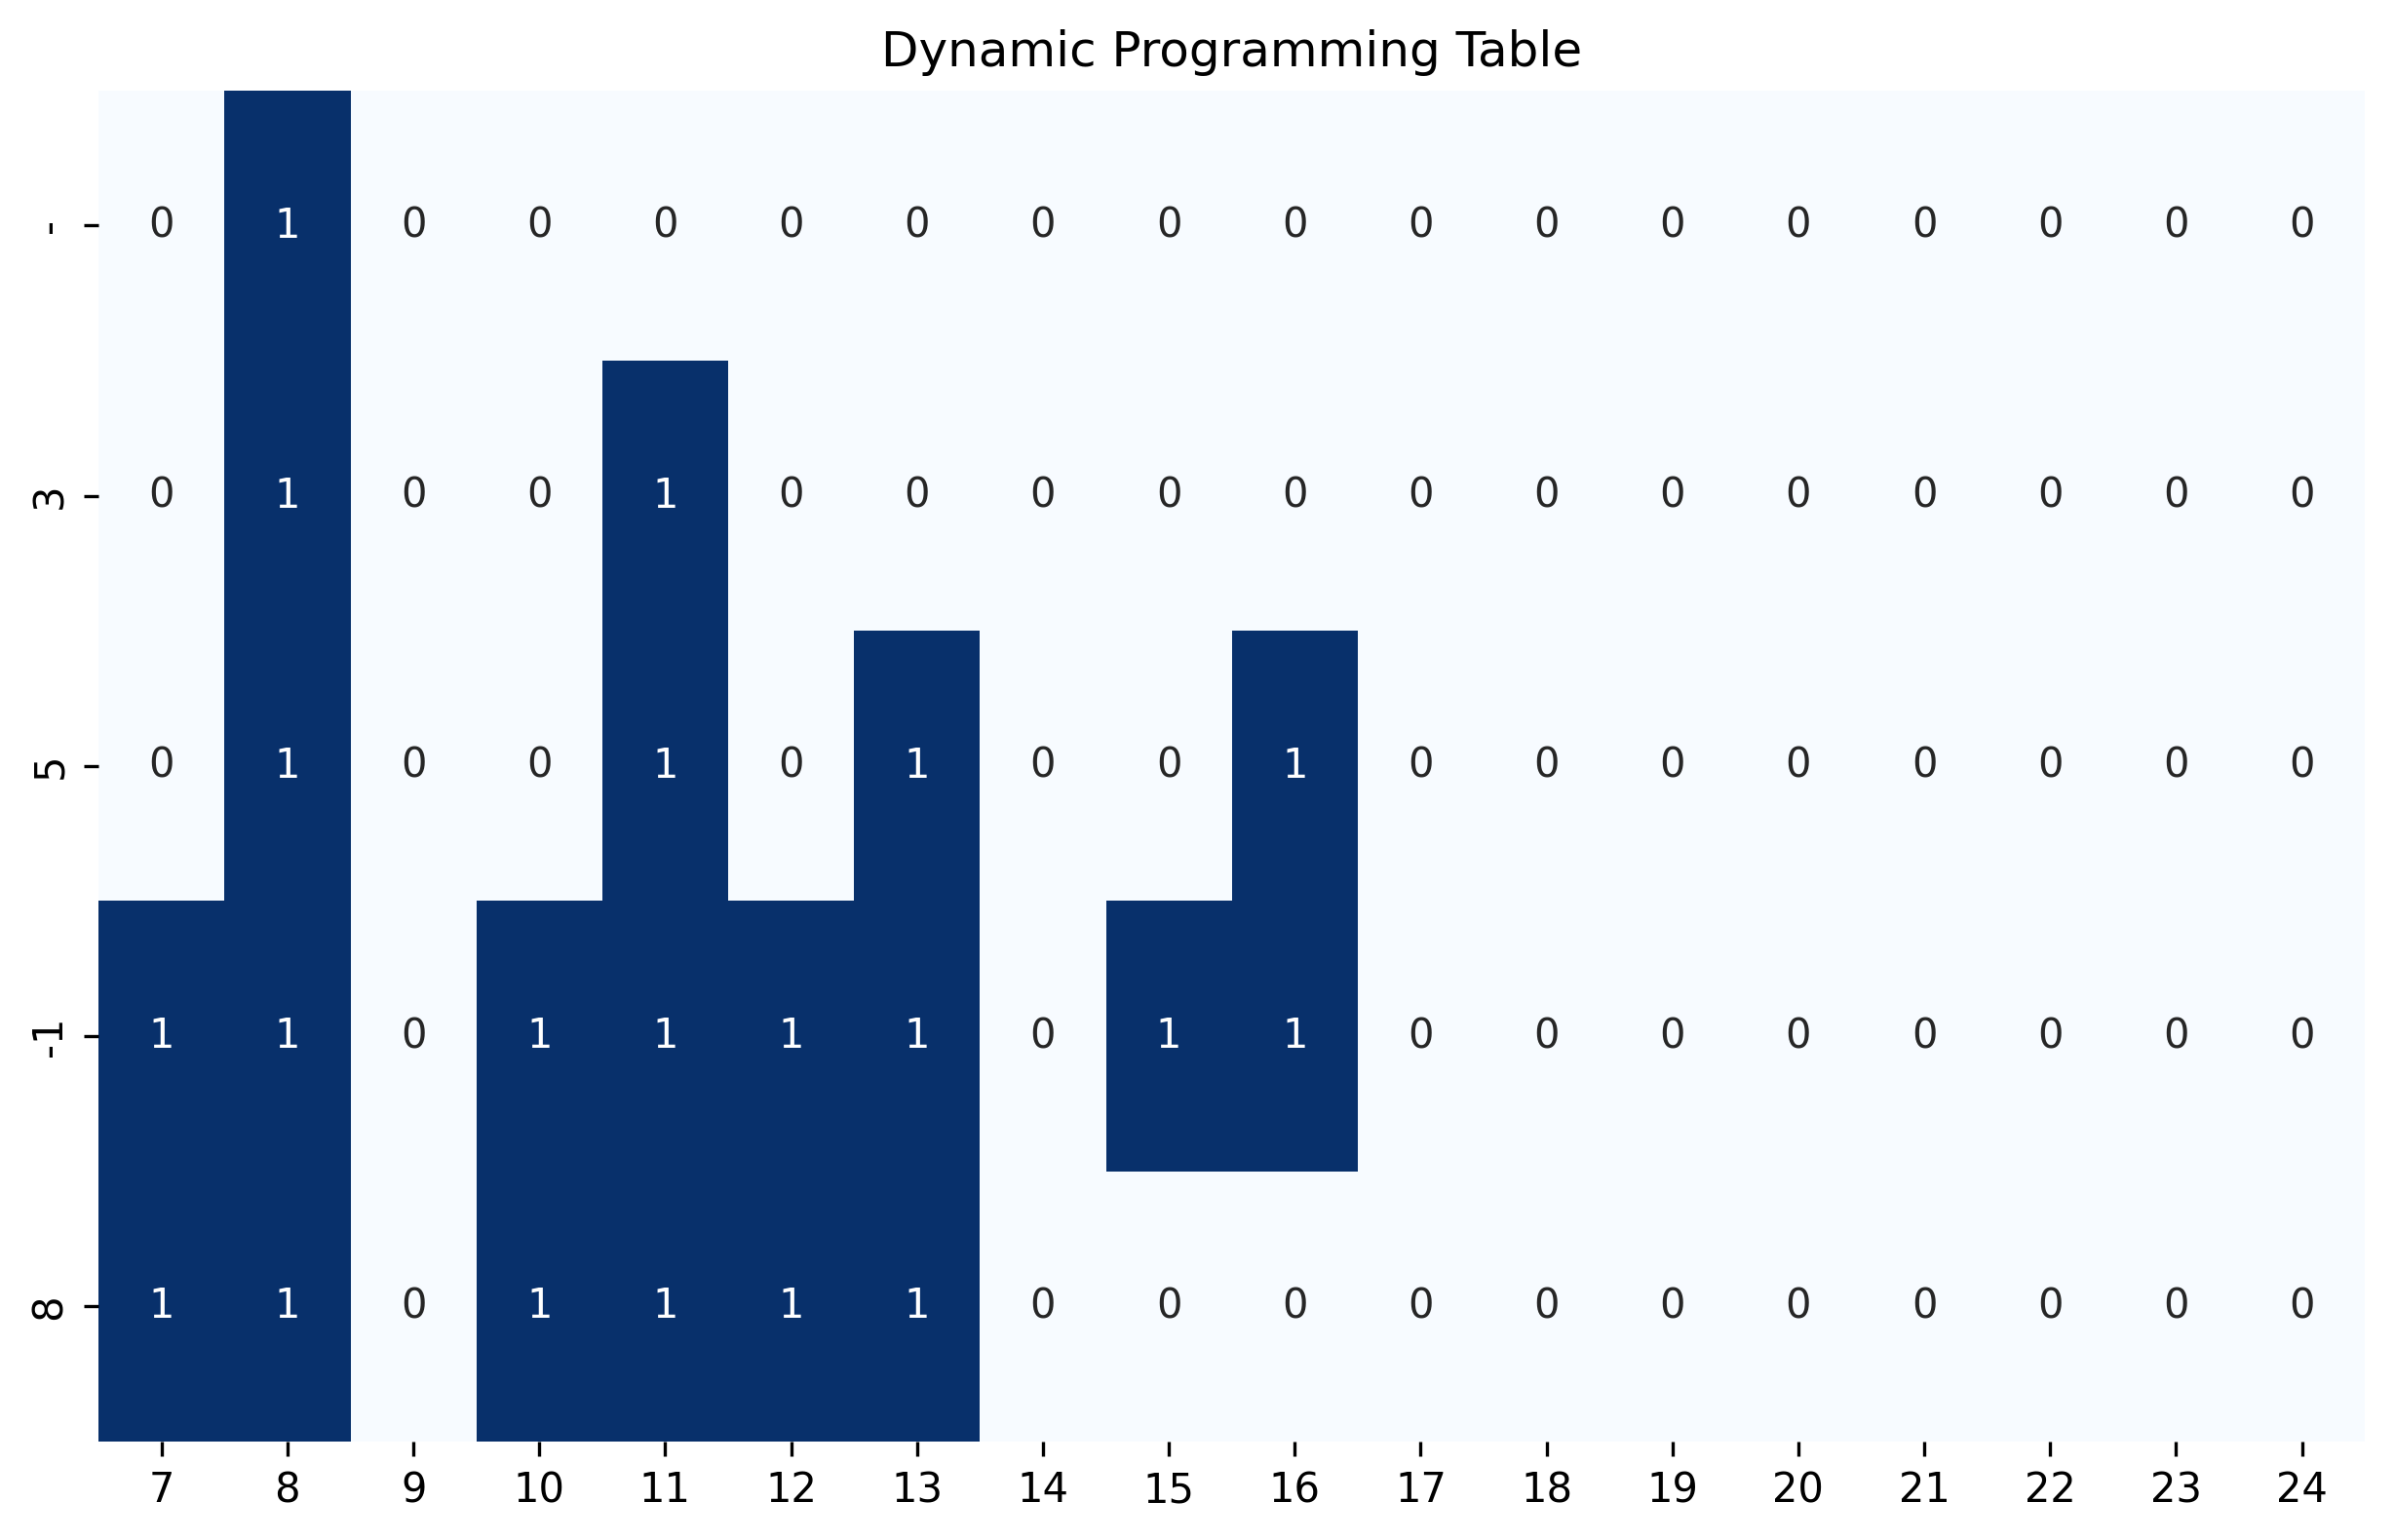 Dynamic Programming Table
- 0 1 0 0 0 0 0 0 0 0 0 0 0 0 0 0 0 0
3 0 1 0 0 1 0 0 0 0 0 0 0 0 0 0 0 0 0
5 0 1 0 0 1 0 1 0 0 1 0 0 0 0 0 0 0 0
-1 1 1 0 1 1 1 1 0 1 1 0 0 0 0 0 0 0 0
8 1 1 0 1 1 1 1 0 0 0 0 0 0 0 0 0 0 0
7 8 9 10 11 12 13 14 15 16 17 18 19 20 21 22 23 24